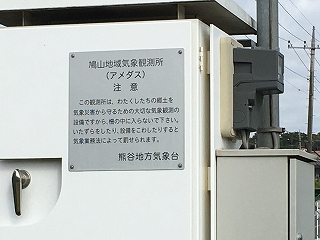 鳩山地域気象観測所
（アメダス）
注意
この観測所は、わたくしたちの郷土を
気象災害から守るための大切な気象観測の
設備ですから、柵の中に入らないで下さい。
いたずらをしたり、設備をこわしたりすると
気象業務法によって罰せられます。
熊谷地方気象台